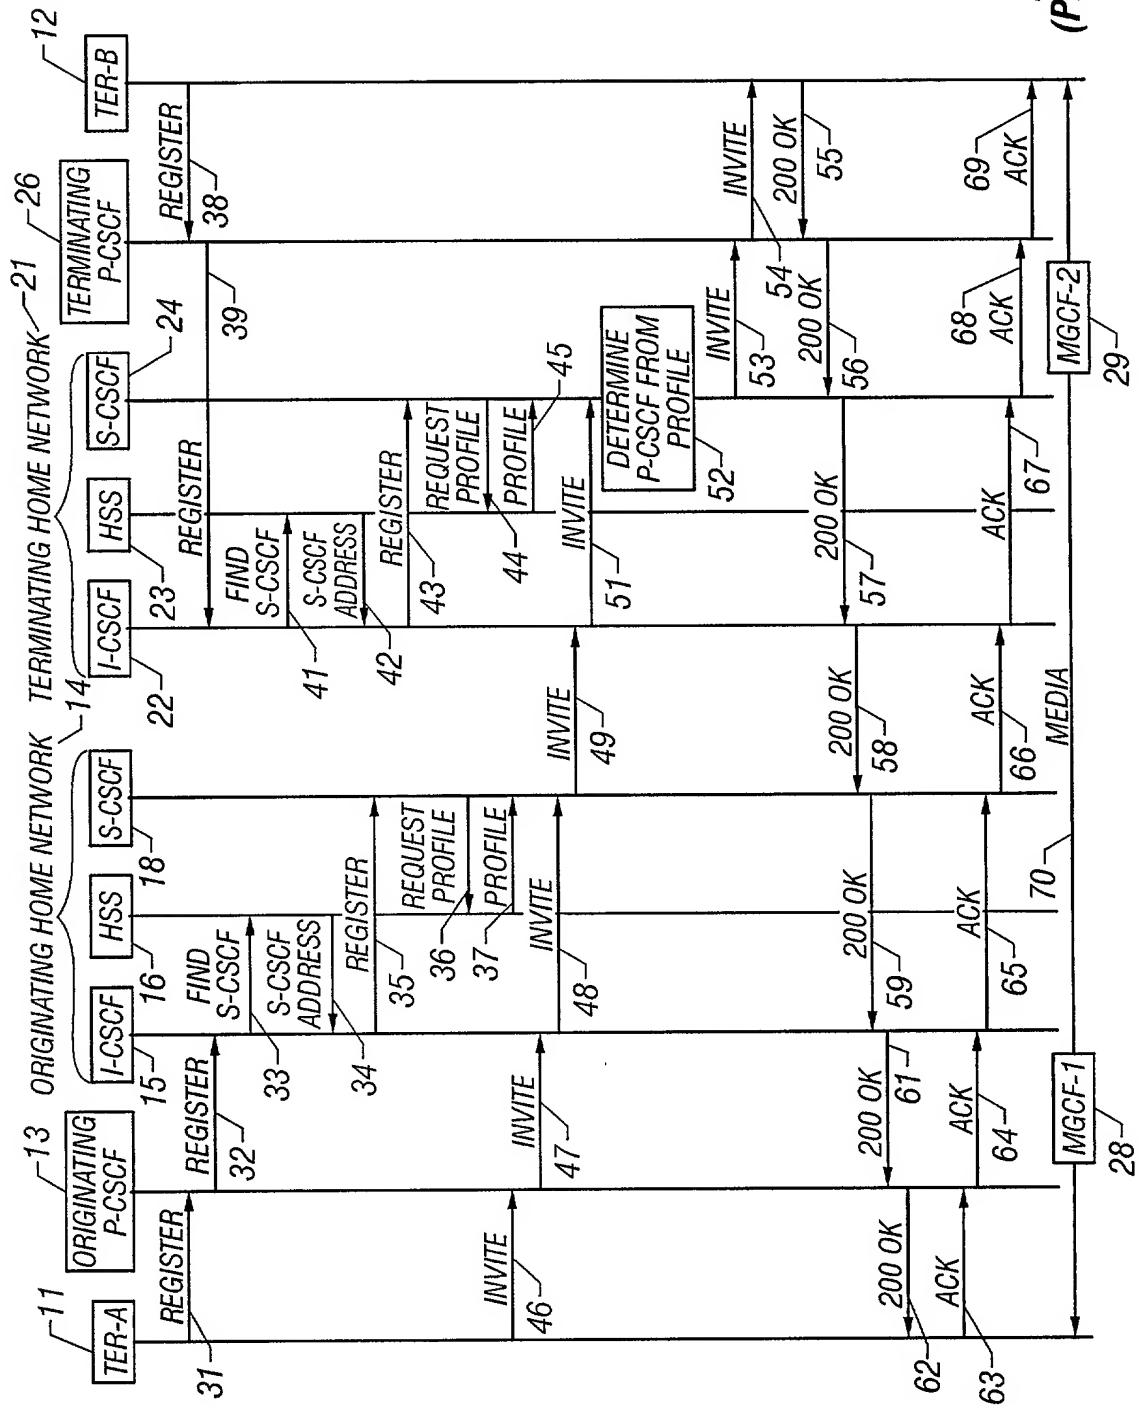 ORIGINATING HOME NETWORK
14
TERMINATING HOME NETWORK
21
11
TER-A
13
ORIGINATING
P-CSCF
15
I-CSCF
16
HSS
18
S-CSCF
22
I-CSCF
23
HSS
24
S-CSCF
26
TERMINATING
P-CSCF
12
TER-B
REGISTER
31
REGISTER
32
FIND
S-CSCF
33
S-CSCF
ADDRESS
34
REGISTER
35
REQUEST
PROFILE
36
PROFILE
37
REGISTER
38
REGISTER
39
FIND
S-CSCF
41
S-CSCF
ADDRESS
42
REGISTER
43
REQUEST
PROFILE
44
PROFILE
45
INVITE
46
INVITE
47
INVITE
48
INVITE
49
INVITE
51
DETERMINE
P-CSCF FROM
PROFILE
52
INVITE
53
INVITE
54
200 OK
55
200 OK
56
200 OK
57
200 OK
58
200 OK
59
200 OK
61
200 OK
62
ACK
63
ACK
64
ACK
65
ACK
66
ACK
67
ACK
68
ACK
69
MEDIA
70
MGCF-1
28
MGCF-2
29